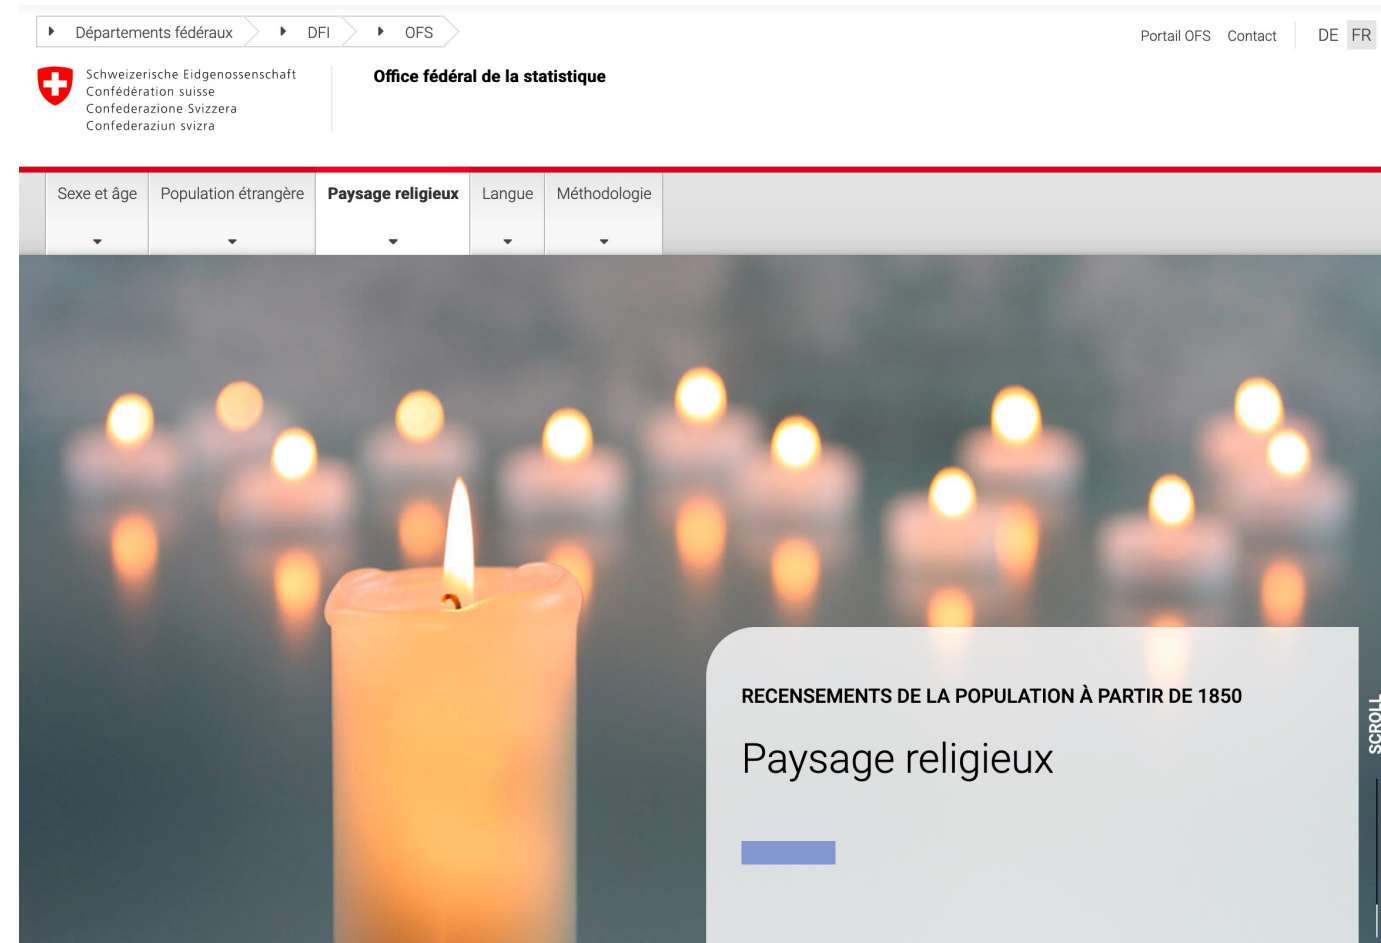 Départements fédéraux
DFI
OFS
Portail OFS
Contact
DE
FR
Schweizerische Eidgenossenschaft
Confédération suisse
Confederazione Svizzera
Confederaziun svizra
Office fédéral de la statistique
Sexe et âge
Population étrangère
Paysage religieux
Langue
Méthodologie
RECENSEMENTS DE LA POPULATION À PARTIR DE 1850
Paysage religieux
SCROLL